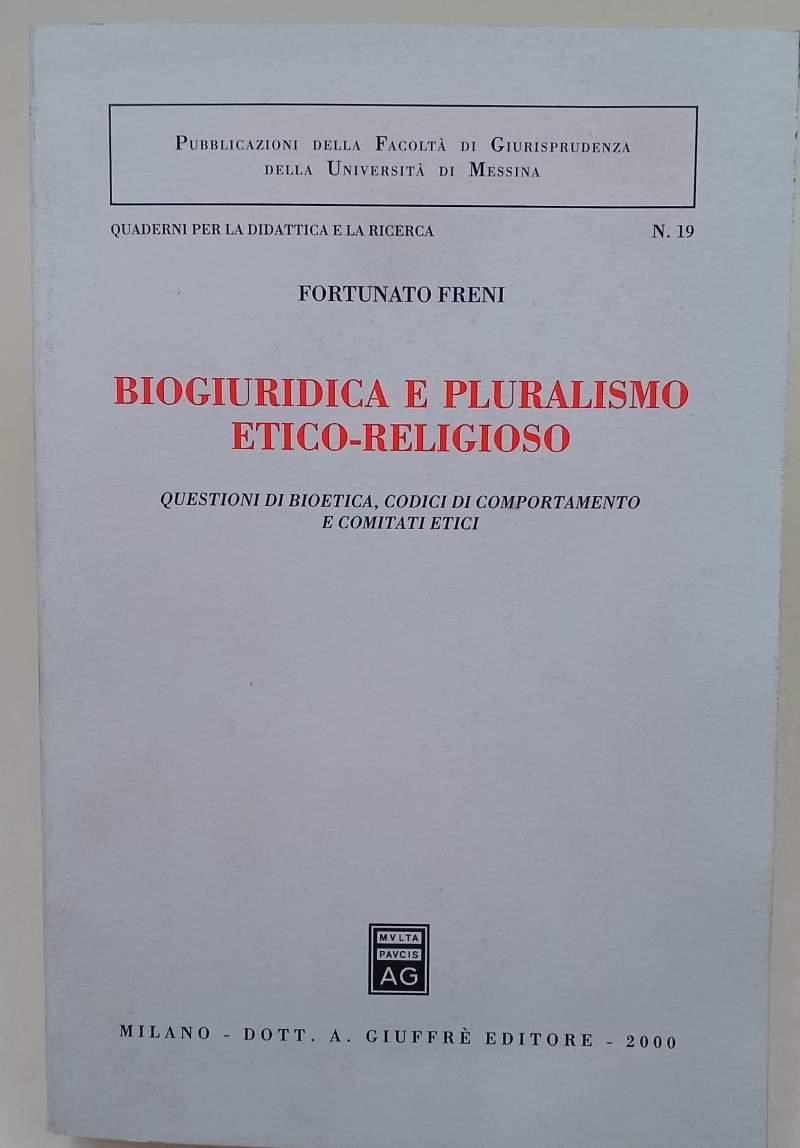 PUBBLICAZIONI DELLA FACOLTÀ DI GIURISPRUDENZA
DELLA UNIVERSITÀ DI MESSINA
QUADERNI PER LA DIDATTICA E LA RICERCA N. 19
FORTUNATO FRENI
BIOGIURIDICA E PLURALISMO
ETICO-RELIGIOSO
QUESTIONI DI BIOETICA, CODICI DI COMPORTAMENTO
E COMITATI ETICI
MVLTA
PAVCIS
AG
MILANO - DOTT. A. GIUFFRÈ EDITORE - 2000